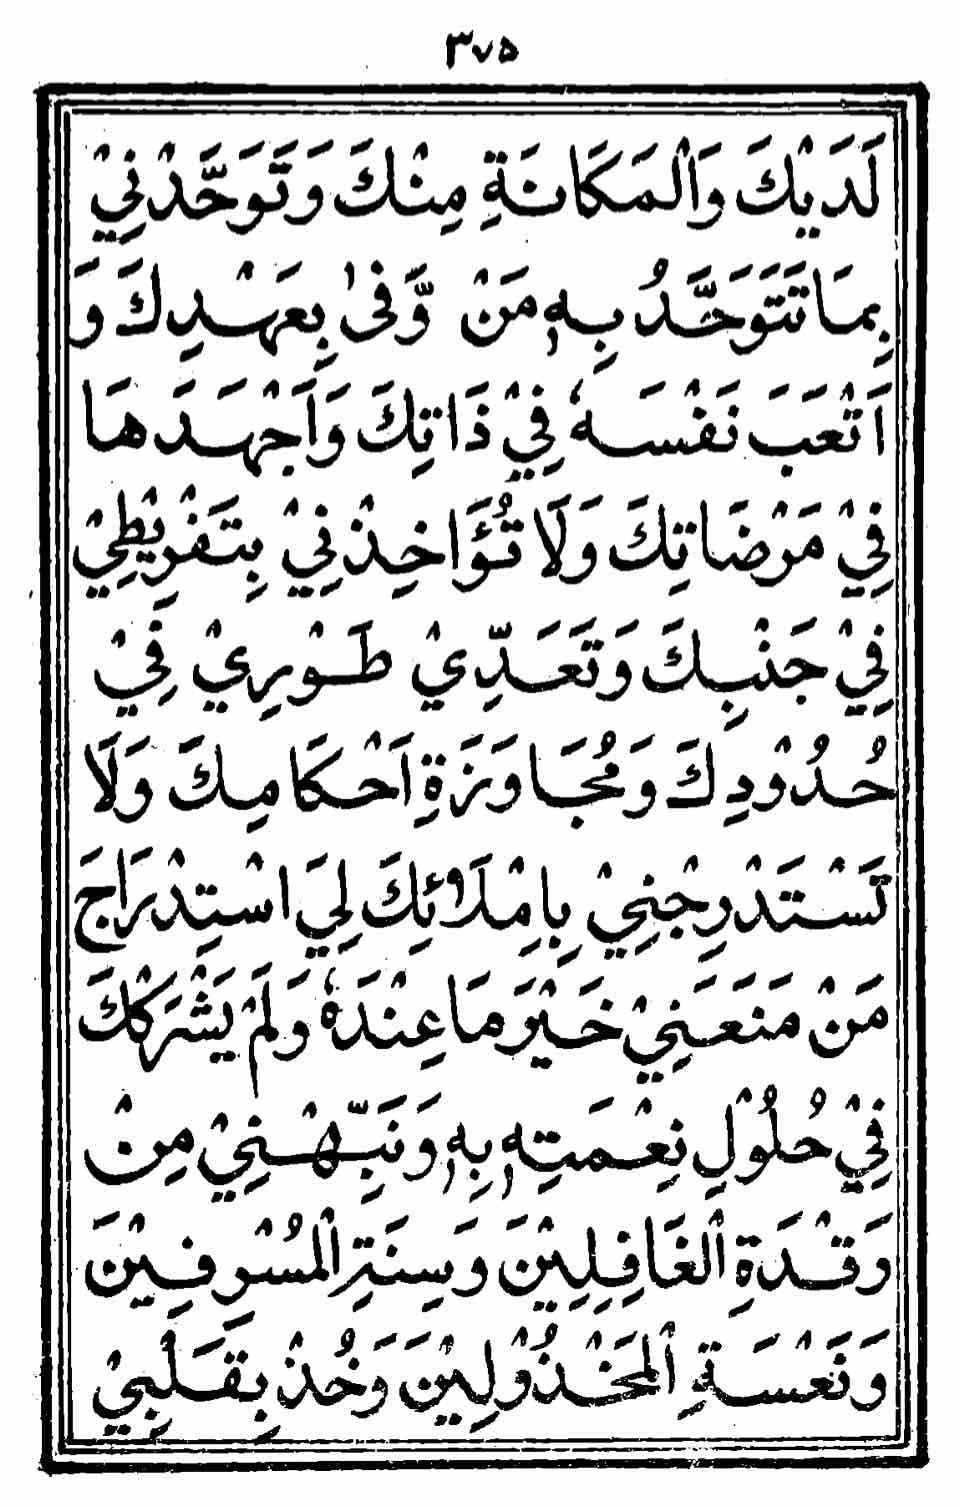 ٣٧٥
لَدَيْكَ وَالْمَكَانَةِ مِنْكَ وَتَوَحَّدْنِيْ
بِمَا تَتَوَحَّدُ بِهٖ مَنْ وَّفٰى بِعَهْدِكَ وَ
اَتْعَبَ نَفْسَهٗ فِيْ ذَاتِكَ وَاَجْهَدَهَا
فِيْ مَرْضَاتِكَ وَلَا تُؤَاخِذْنِيْ بِتَفْرِيْطِيْ
فِيْ جَنْبِكَ وَتَعَدِّيْ طَوْرِيْ فِيْ
حُدُوْدِكَ وَمُجَاوَزَةِ اَحْكَامِكَ وَلَا
تَسْتَدْرِجْنِيْ بِاِمْلَائِكَ لِيَ اسْتِدْرَاجَ
مَنْ مَنَعَنِيْ خَيْرَ مَا عِنْدَهٗ وَلَمْ يَشْرَكْكَ
فِيْ حُلُوْلِ نِعْمَتِهٖ بِهٖ وَنَبِّهْنِيْ مِنْ
رَقْدَةِ الْغَافِلِيْنَ وَسِنَةِ الْمُسْرِفِيْنَ
وَنَعْسَةِ الْمَخْذُوْلِيْنَ وَخُذْ بِقَلْبِيْ